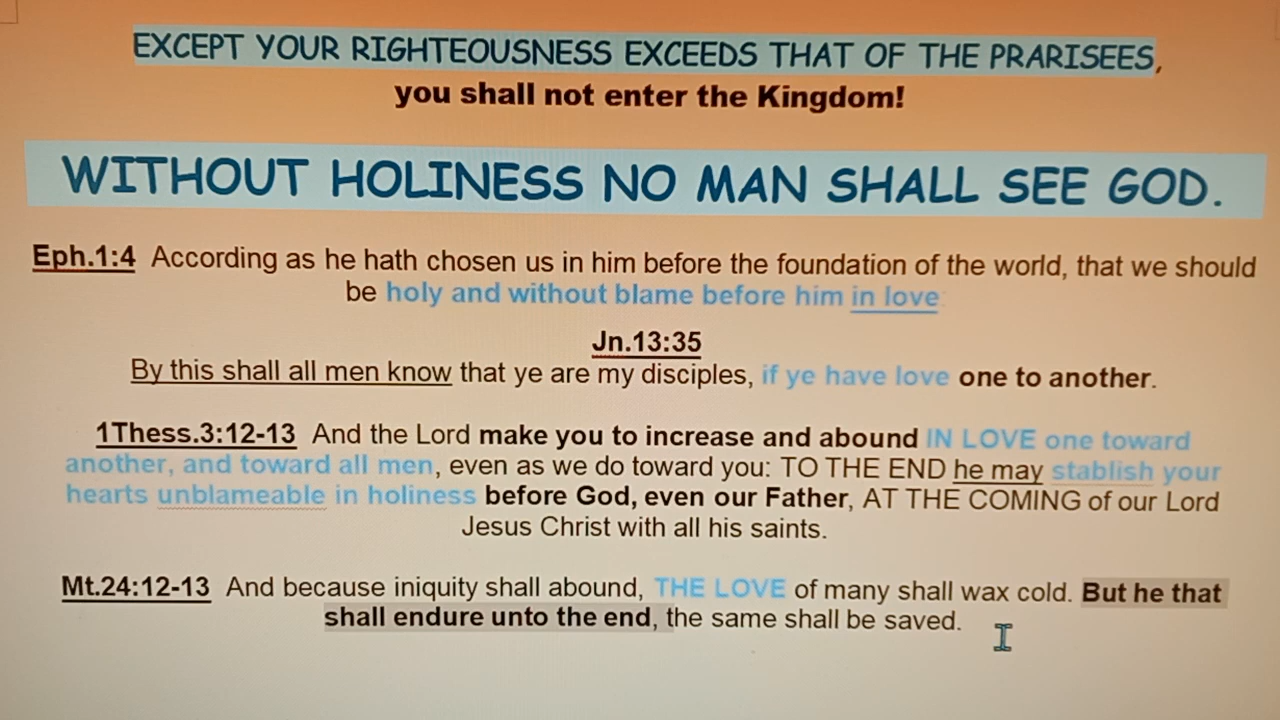 EXCEPT YOUR RIGHTEOUSNESS EXCEEDS THAT OF THE PRARISEES,
you shall not enter the Kingdom!
WITHOUT HOLINESS NO MAN SHALL SEE GOD.
Eph.1:4 According as he hath chosen us in him before the foundation of the world, that we should
be holy and without blame before him in love:
Jn.13:35
By this shall all men know that ye are my disciples, if ye have love one to another.
1Thess.3:12-13 And the Lord make you to increase and abound IN LOVE one toward
another, and toward all men, even as we do toward you: TO THE END he may stablish your
hearts unblameable in holiness before God, even our Father, AT THE COMING of our Lord
Jesus Christ with all his saints.
Mt.24:12-13 And because iniquity shall abound, THE LOVE of many shall wax cold. But he that
shall endure unto the end, the same shall be saved.